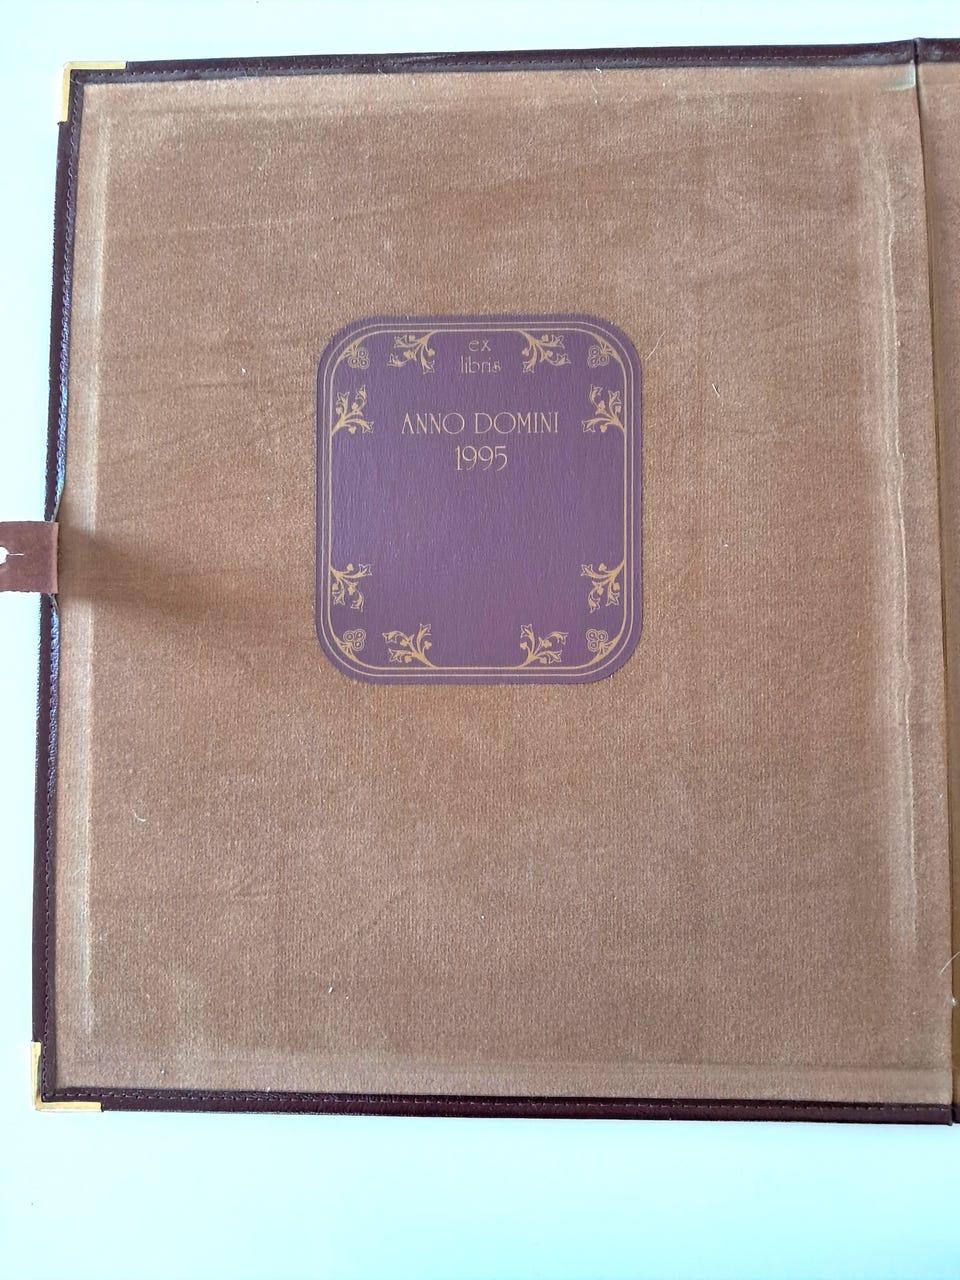 ex
libris
ANNO DOMINI
1995